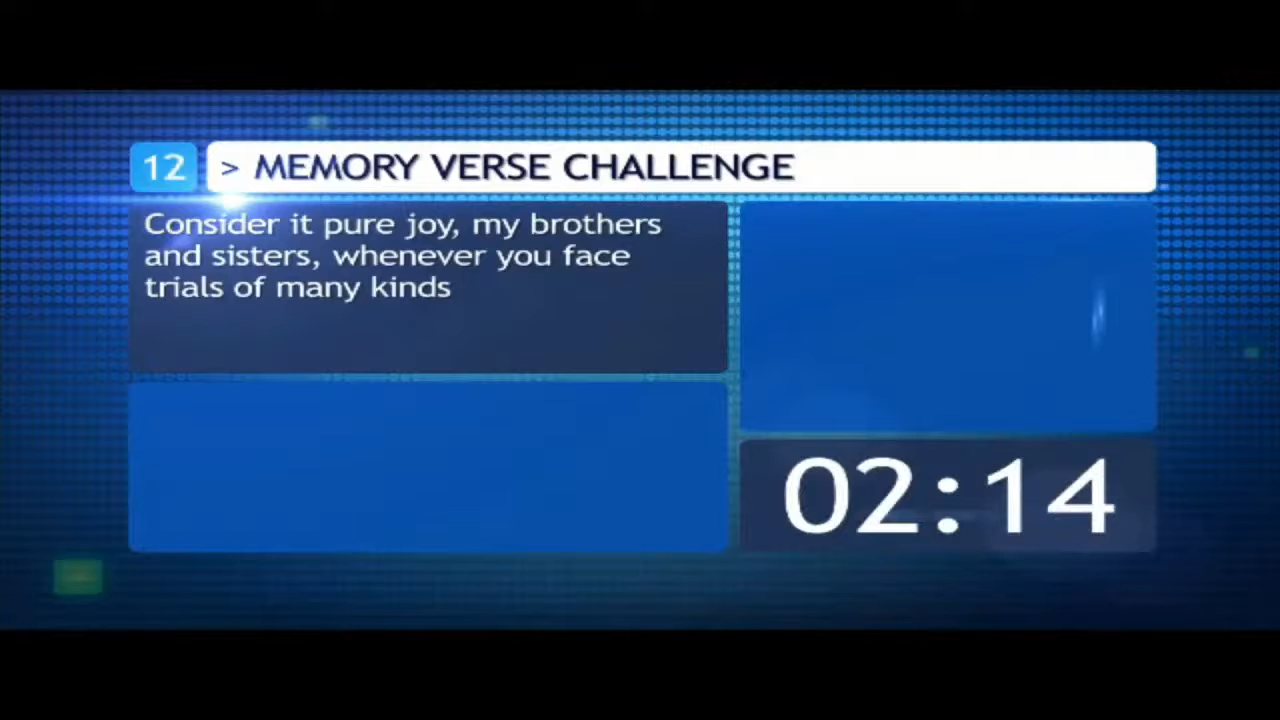 12 > MEMORY VERSE CHALLENGE
Consider it pure joy, my brothers
and sisters, whenever you face
trials of many kinds
02:14